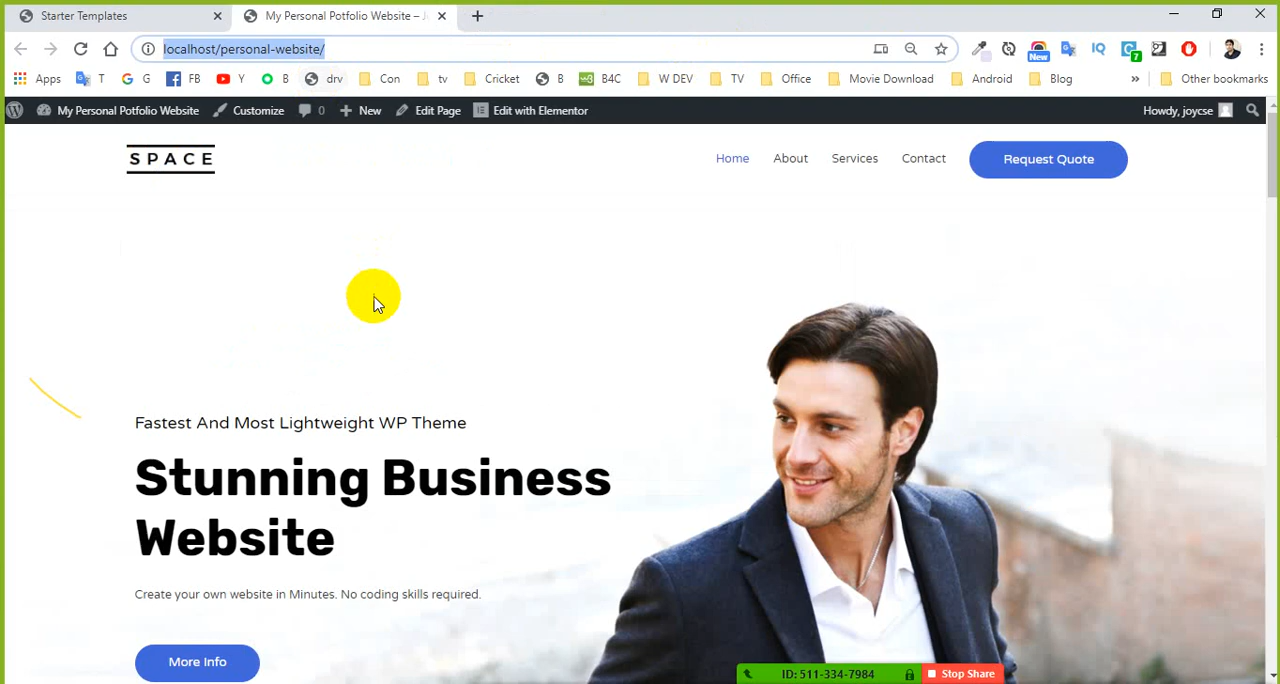 Starter Templates
My Personal Potfolio Website – J
localhost/personal-website/
New
7
Apps T G FB Y B drv Con tv Cricket B B4C W DEV TV Office Movie Download Android Blog » Other bookmarks
My Personal Potfolio Website Customize 0 New Edit Page Edit with Elementor Howdy, joycse
SPACE
Home About Services Contact Request Quote
Fastest And Most Lightweight WP Theme
Stunning Business
Website
Create your own website in Minutes. No coding skills required.
More Info
ID: 511-334-7984 Stop Share